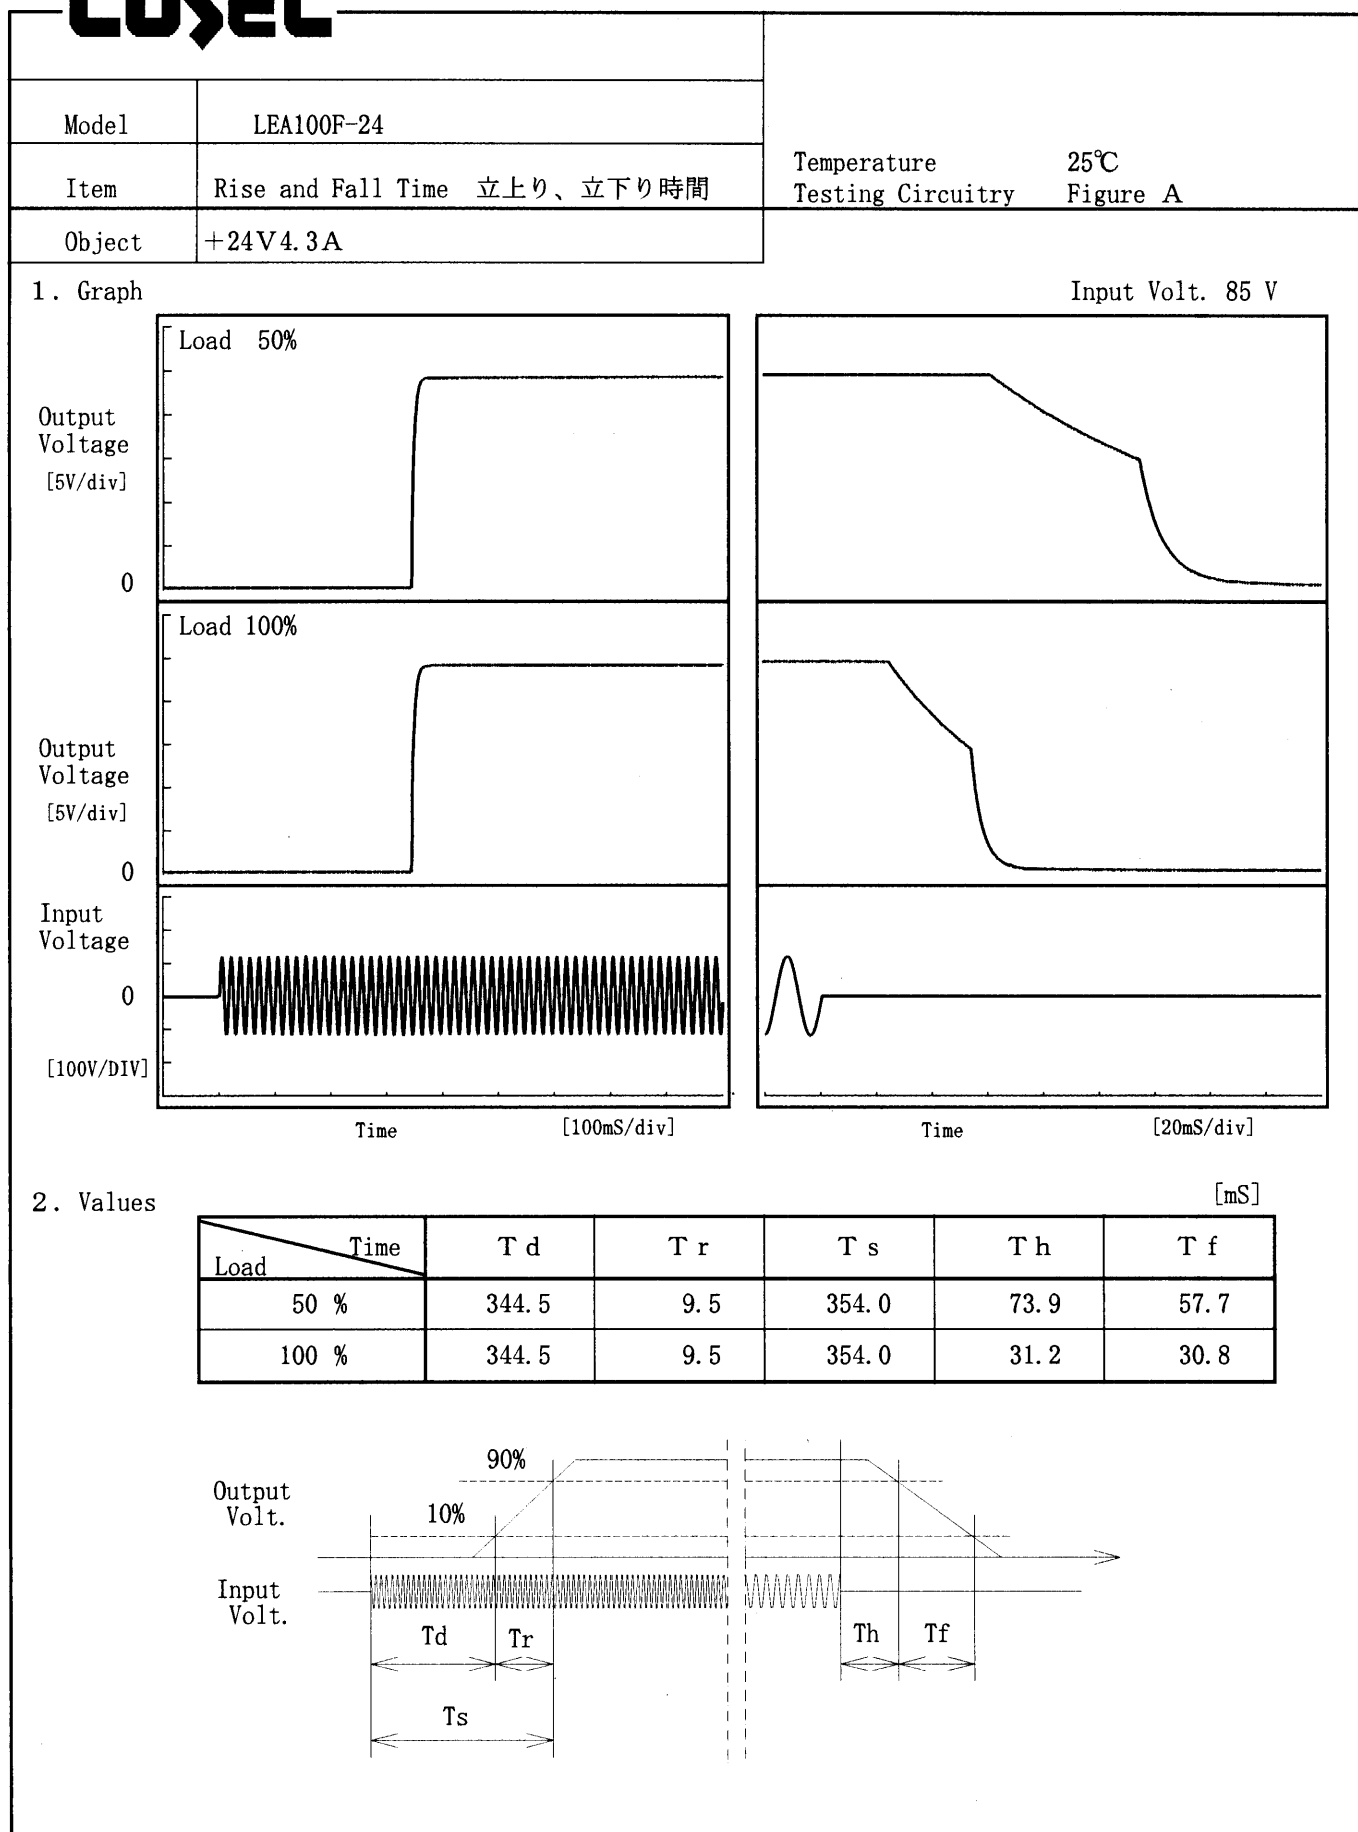 COSEL
Model LEA100F-24
Item Rise and Fall Time 立上り、立下り時間
Temperature 25℃
Testing Circuitry Figure A
Object +24V4.3A
1. Graph Input Volt. 85 V
Load 50%
Output
Voltage
[5V/div]
0
Load 100%
Output
Voltage
[5V/div]
0
Input
Voltage
0
[100V/DIV]
Time [100mS/div] Time [20mS/div]
2. Values [mS]
Time
Load Td Tr Ts Th Tf
50 % 344.5 9.5 354.0 73.9 57.7
100 % 344.5 9.5 354.0 31.2 30.8
90%
Output
Volt. 10%
Input
Volt.
Td Tr Th Tf
Ts